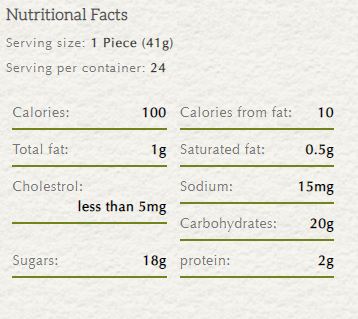 Nutritional Facts
Serving size: 1 Piece (41g)
Serving per container: 24
Calories: 100
Calories from fat: 10
Total fat: 1g
Saturated fat: 0.5g
Cholestrol:
less than 5mg
Sodium: 15mg
Carbohydrates: 20g
Sugars: 18g
protein: 2g